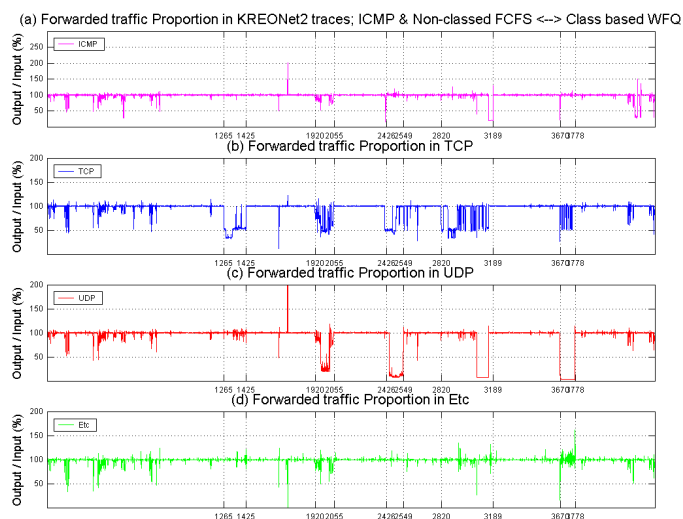 (a) Forwarded traffic Proportion in KREONet2 traces; ICMP & Non-classed FCFS <--> Class based WFQ
Output / Input (%)
300
250
200
150
100
50
ICMP
1265 1425 1920 2055 2426 2549 2820 3189 3670 3778
(b) Forwarded traffic Proportion in TCP
Output / Input (%)
200
150
100
50
TCP
1265 1425 1920 2055 2426 2549 2820 3189 3670 3778
(c) Forwarded traffic Proportion in UDP
Output / Input (%)
200
150
100
50
UDP
1265 1425 1920 2055 2426 2549 2820 3189 3670 3778
(d) Forwarded traffic Proportion in Etc
Output / Input (%)
200
150
100
50
Etc
1265 1425 1920 2055 2426 2549 2820 3189 3670 3778